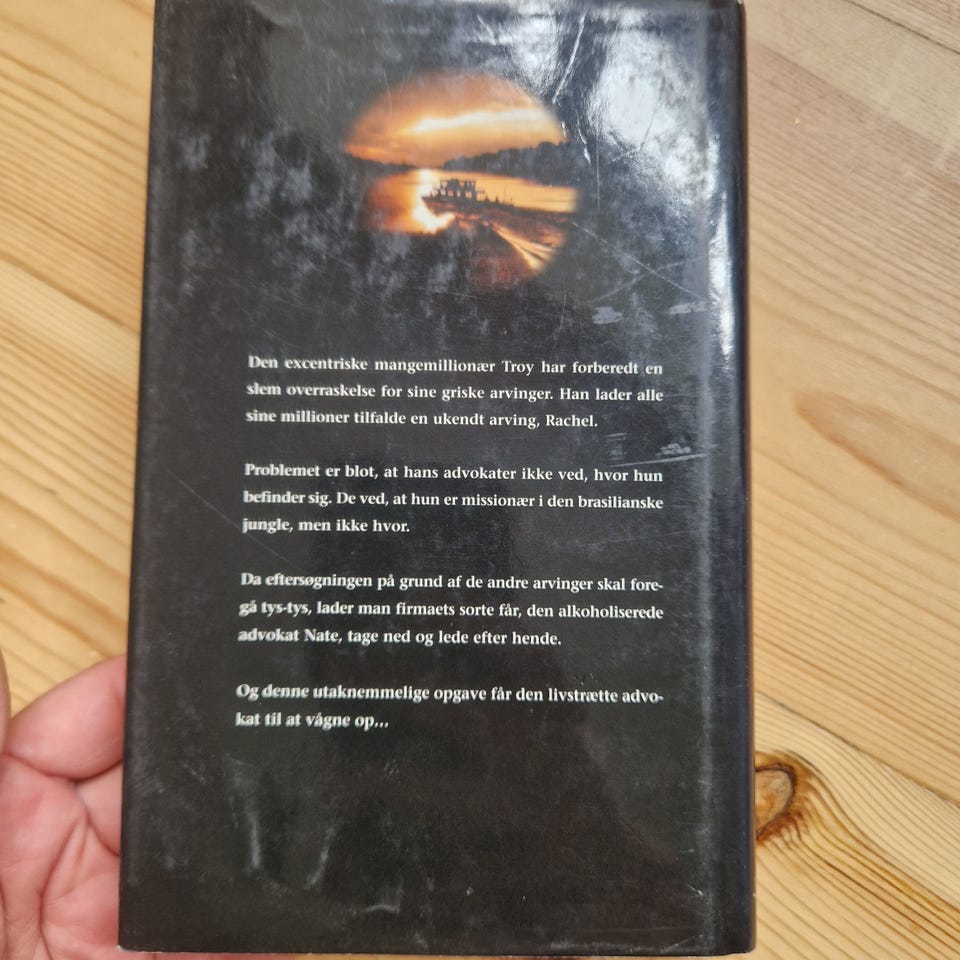 Den excentriske mangemillionær Troy har forberedt en
slem overraskelse for sine griske arvinger. Han lader alle
sine millioner tilfalde en ukendt arving, Rachel.
Problemet er blot, at hans advokater ikke ved, hvor hun
befinder sig. De ved, at hun er missionær i den brasilianske
jungle, men ikke hvor.
Da eftersøgningen på grund af de andre arvinger skal fore-
gå tys-tys, lader man firmaets sorte får, den alkoholiserede
advokat Nate, tage ned og lede efter hende.
Og denne utaknemmelige opgave får den livstrætte advo-
kat til at vågne op...